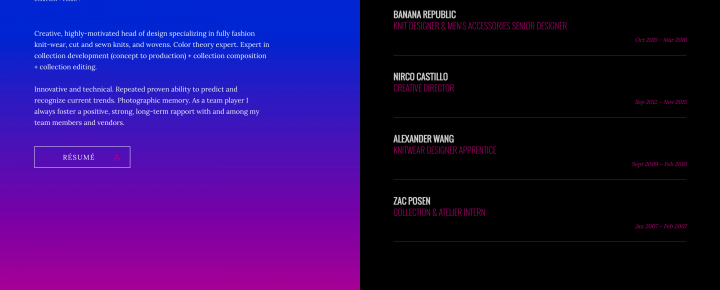 Creative, highly-motivated head of design specializing in fully fashion
knit-wear, cut and sewn knits, and wovens. Color theory expert. Expert in
collection development (concept to production) + collection composition
+ collection editing.
Innovative and technical. Repeated proven ability to predict and
recognize current trends. Photographic memory. As a team player I
always foster a positive, strong, long-term rapport with and among my
team members and vendors.
RÉSUMÉ
BANANA REPUBLIC
KNIT DESIGNER & MEN'S ACCESSORIES SENIOR DESIGNER
Oct 2015 – Mar 2016
NIRCO CASTILLO
CREATIVE DIRECTOR
Sep 2012 – Nov 2015
ALEXANDER WANG
KNITWEAR DESIGNER APPRENTICE
Sept 2009 – Feb 2010
ZAC POSEN
COLLECTION & ATELIER INTERN
Jan 2007 – Feb 2007